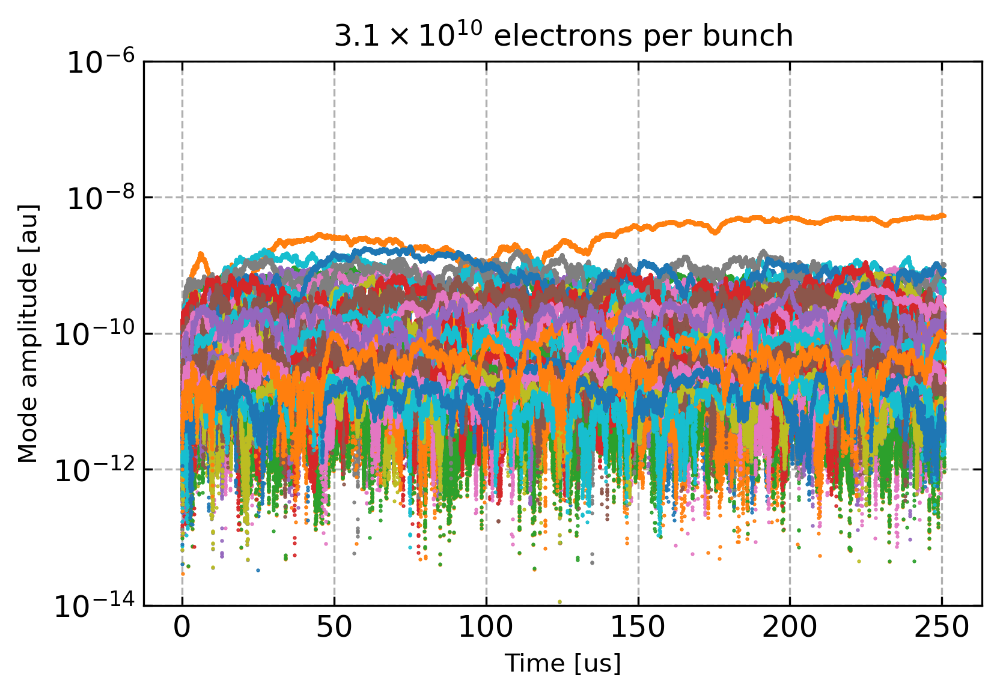 3.1 × 10¹⁰ electrons per bunch
10⁻⁶
10⁻⁸
10⁻¹⁰
10⁻¹²
10⁻¹⁴
Mode amplitude [au]
0 50 100 150 200 250
Time [us]